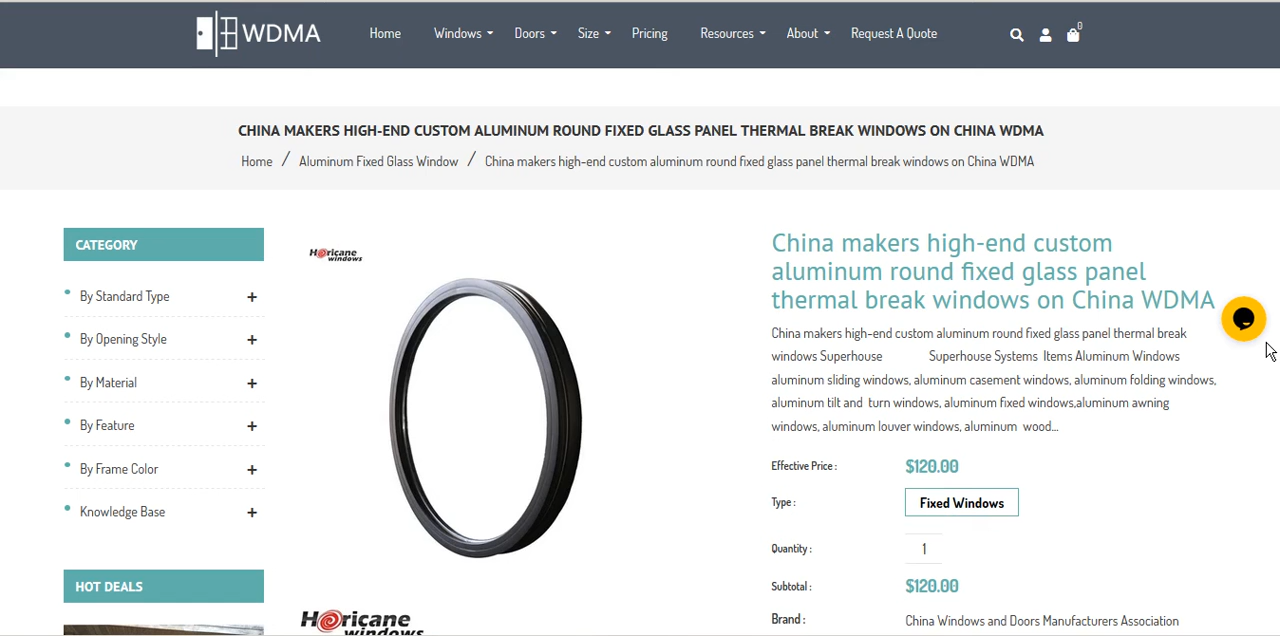 WDMA
Home Windows Doors Size Pricing Resources About Request A Quote
0
CHINA MAKERS HIGH-END CUSTOM ALUMINUM ROUND FIXED GLASS PANEL THERMAL BREAK WINDOWS ON CHINA WDMA
Home / Aluminum Fixed Glass Window / China makers high-end custom aluminum round fixed glass panel thermal break windows on China WDMA
CATEGORY
By Standard Type +
By Opening Style +
By Material +
By Feature +
By Frame Color +
Knowledge Base +
HOT DEALS
Horicane
windows
Horicane
windows
China makers high-end custom
aluminum round fixed glass panel
thermal break windows on China WDMA
China makers high-end custom aluminum round fixed glass panel thermal break
windows Superhouse Superhouse Systems Items Aluminum Windows
aluminum sliding windows, aluminum casement windows, aluminum folding windows,
aluminum tilt and turn windows, aluminum fixed windows,aluminum awning
windows, aluminum louver windows, aluminum wood...
Effective Price : $120.00
Type : Fixed Windows
Quantity : 1
Subtotal : $120.00
Brand : China Windows and Doors Manufacturers Association